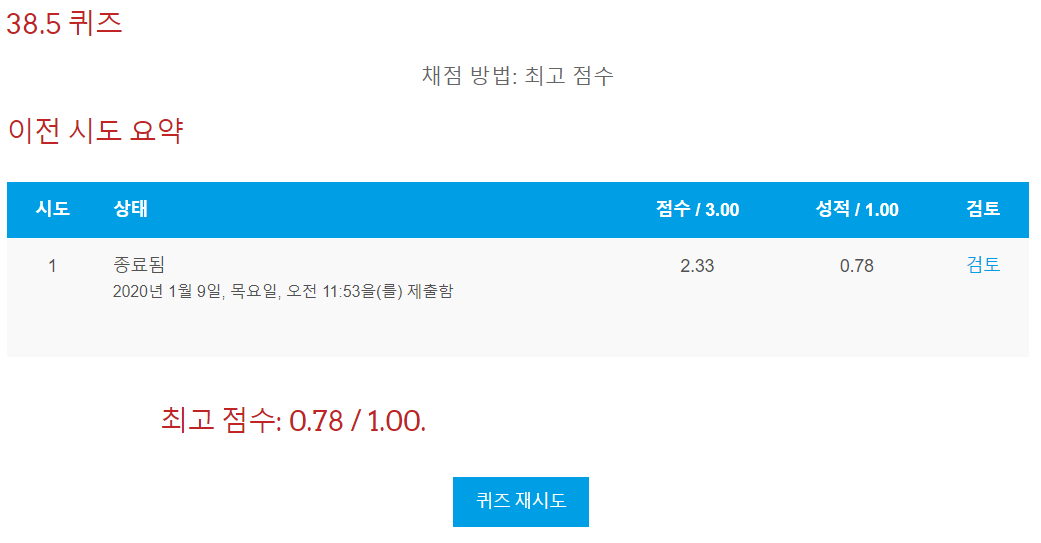 38.5 퀴즈
채점 방법: 최고 점수
이전 시도 요약
시도 상태 점수 / 3.00 성적 / 1.00 검토
1 종료됨 2.33 0.78 검토
2020년 1월 9일, 목요일, 오전 11:53을(를) 제출함
최고 점수: 0.78 / 1.00.
퀴즈 재시도